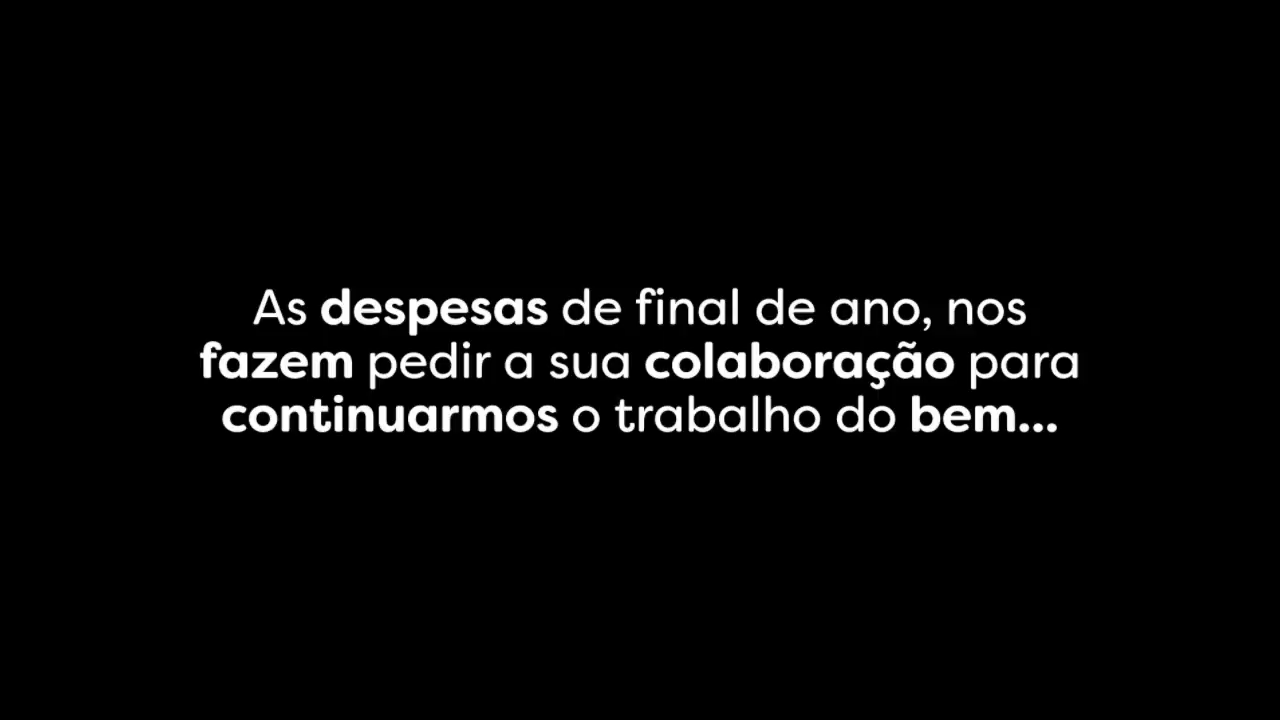 As despesas de final de ano, nos
fazem pedir a sua colaboração para
continuarmos o trabalho do bem...